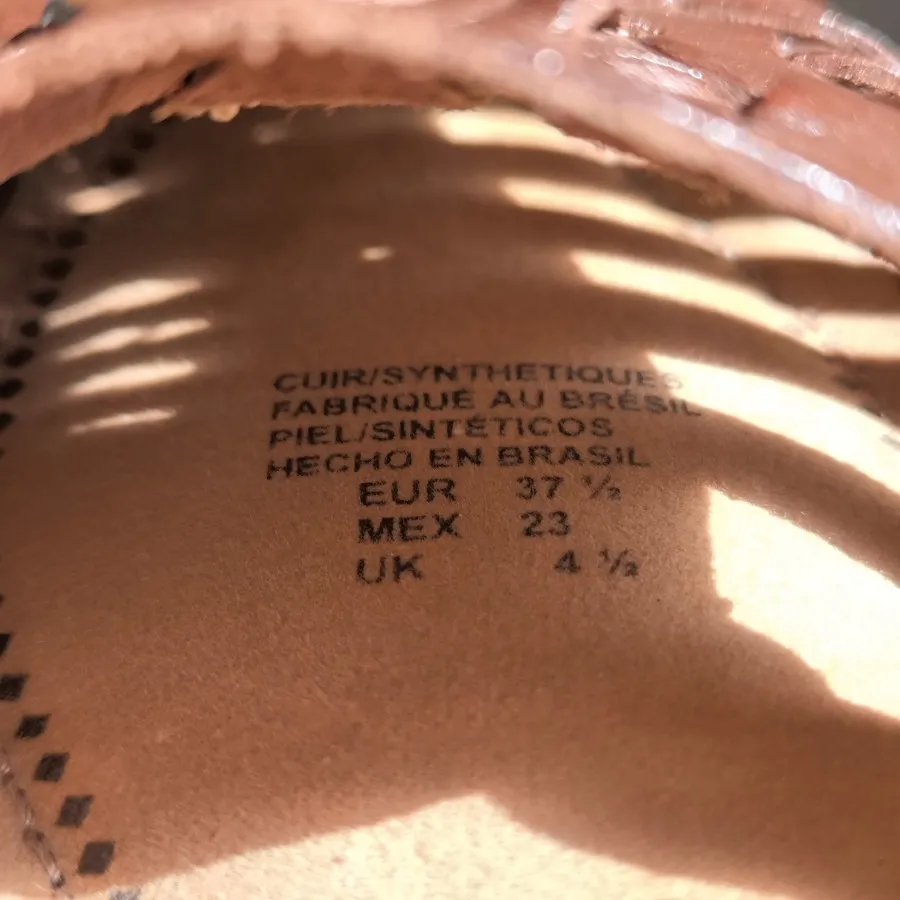 CUIR/SYNTHETIQUES
FABRIQUÉ AU BRÉSIL
PIEL/SINTÉTICOS
HECHO EN BRASIL
EUR 37 ½
MEX 23
UK 4 ½